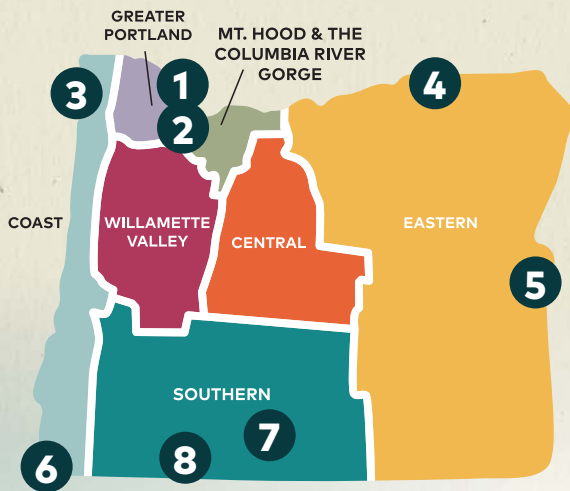 GREATER
PORTLAND
MT. HOOD & THE
COLUMBIA RIVER
GORGE
1
2
3
4
COAST
WILLAMETTE
VALLEY
CENTRAL
EASTERN
5
SOUTHERN
7
8
6